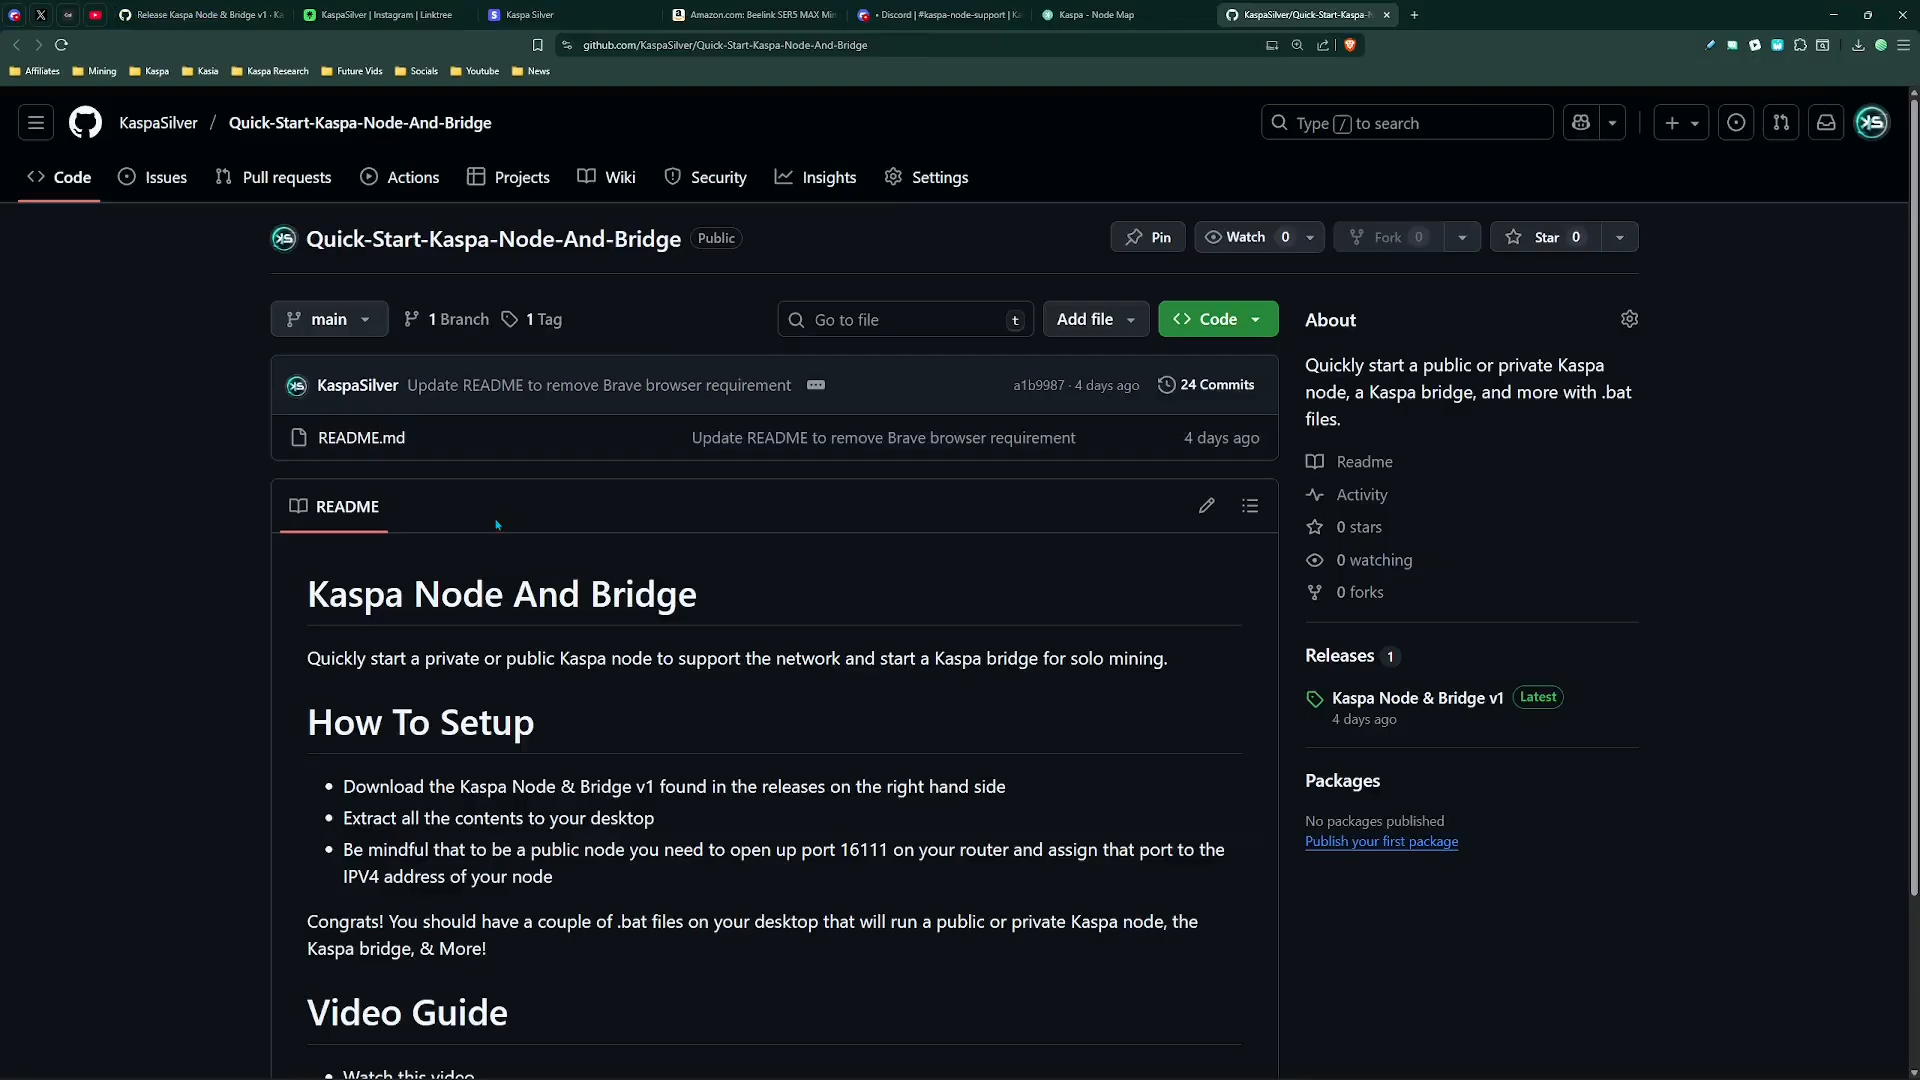 Release Kaspa Node & Bridge v1 · Ka
KaspaSilver | Instagram | Linktree
Kaspa Silver
Amazon.com: Beelink SER5 MAX Mi
• Discord | #kaspa-node-support | Ka
Kaspa - Node Map
KaspaSilver/Quick-Start-Kaspa-N
github.com/KaspaSilver/Quick-Start-Kaspa-Node-And-Bridge
Affiliates
Mining
Kaspa
Kasia
Kaspa Research
Future Vids
Socials
Youtube
News
KaspaSilver / Quick-Start-Kaspa-Node-And-Bridge
Type / to search
Code
Issues
Pull requests
Actions
Projects
Wiki
Security
Insights
Settings
Quick-Start-Kaspa-Node-And-Bridge
Public
Pin
Watch 0
Fork 0
Star 0
main
1 Branch
1 Tag
Go to file
t
Add file
Code
KaspaSilver Update README to remove Brave browser requirement
a1b9987 · 4 days ago
24 Commits
README.md
Update README to remove Brave browser requirement
4 days ago
README
Kaspa Node And Bridge
Quickly start a private or public Kaspa node to support the network and start a Kaspa bridge for solo mining.
How To Setup
• Download the Kaspa Node & Bridge v1 found in the releases on the right hand side
• Extract all the contents to your desktop
• Be mindful that to be a public node you need to open up port 16111 on your router and assign that port to the
IPV4 address of your node
Congrats! You should have a couple of .bat files on your desktop that will run a public or private Kaspa node, the
Kaspa bridge, & More!
Video Guide
• Watch this video
About
Quickly start a public or private Kaspa
node, a Kaspa bridge, and more with .bat
files.
Readme
Activity
0 stars
0 watching
0 forks
Releases 1
Kaspa Node & Bridge v1 Latest
4 days ago
Packages
No packages published
Publish your first package